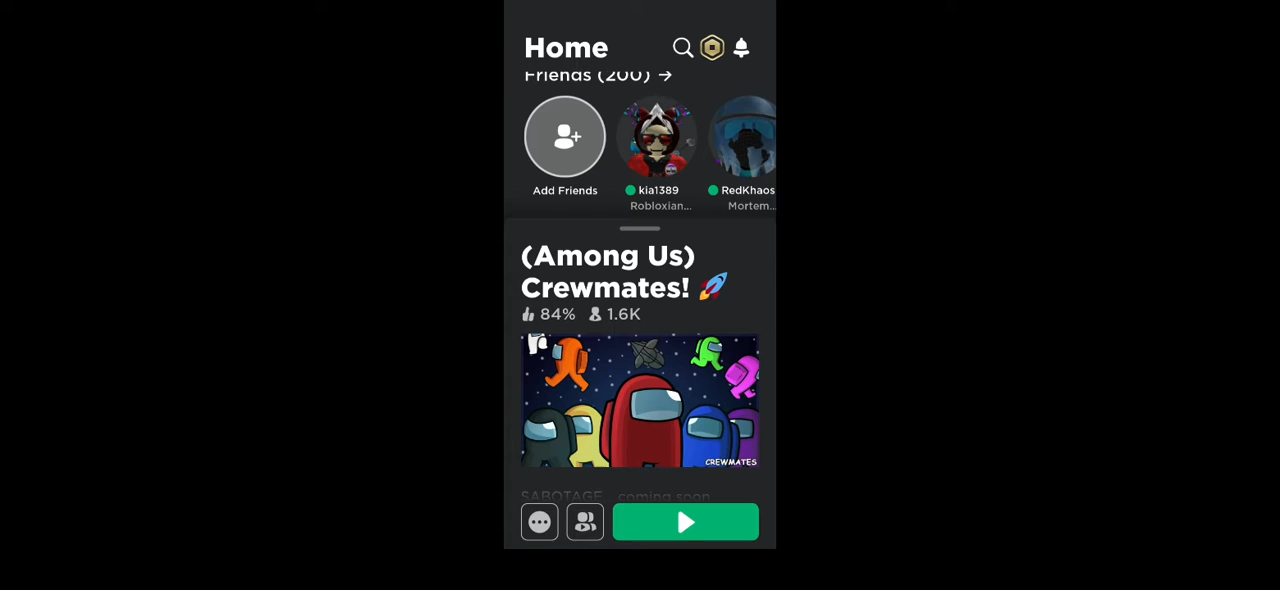 Home
Friends (200) →
Add Friends
kia1389
RedKhaos
Robloxian...
Mortem...
(Among Us)
Crewmates! 🚀
84% 1.6K
CREWMATES
SABOTAGE - coming soon